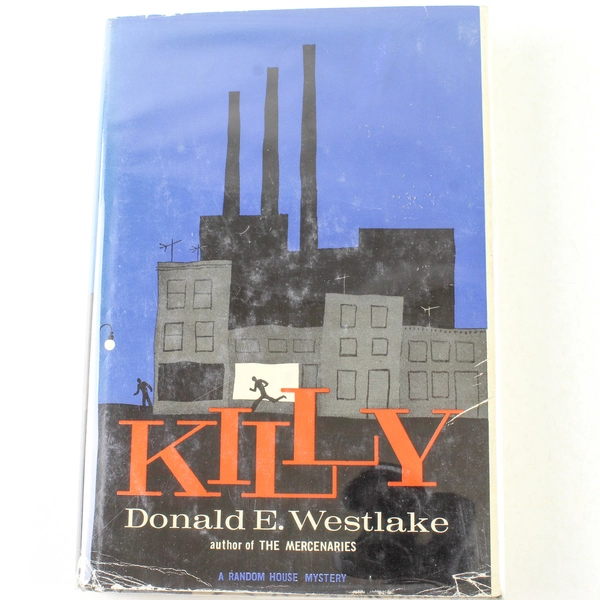 KILLY
Donald E. Westlake
author of THE MERCENARIES
A RANDOM HOUSE MYSTERY